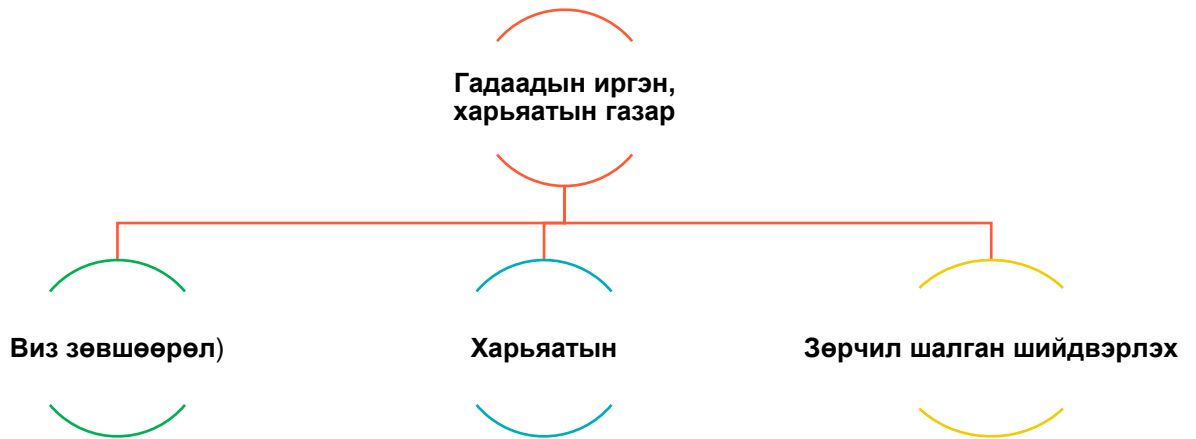 Гадаадын иргэн,
харьяатын газар
Виз зөвшөөрөл)
Харьяатын
Зөрчил шалган шийдвэрлэх